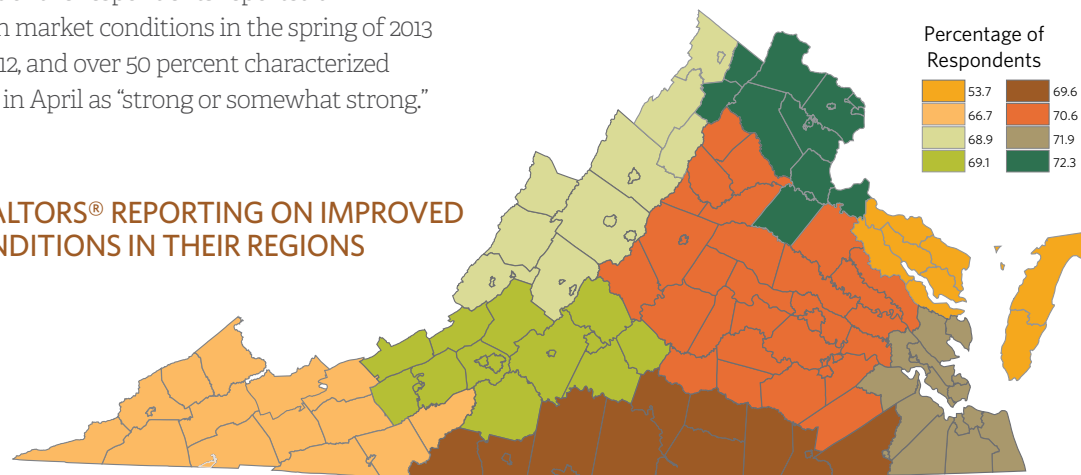 market conditions in the spring of 2013
12, and over 50 percent characterized
in April as “strong or somewhat strong.”
ALTORS® REPORTING ON IMPROVED
NDITIONS IN THEIR REGIONS
Percentage of
Respondents
53.7
66.7
68.9
69.1
69.6
70.6
71.9
72.3